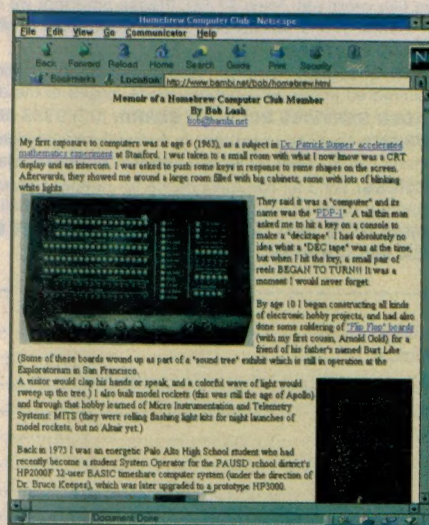 Homebrew Computer Club - Netscape
File Edit View Go Communicator Help
Back Forward Reload Home Search Guide Print Security
Bookmarks Location: http://www.bambi.net/bob/homebrew.html
Memoir of a Homebrew Computer Club Member
By Bob Lash
bob@bambi.net
My first exposure to computers was at age 6 (1963), as a subject in Dr. Patrick Suppes' accelerated
mathematics experiment at Stanford. I was taken to a small room with what I now know was a CRT
display and an intercom. I was asked to push some keys in response to some shapes on the screen.
Afterwards, they showed me around a large room filled with big cabinets, some with lots of blinking
white lights
They said it was a "computer" and its
name was the "PDP-1" A tall thin man
asked me to hit a key on a console to
make a "decktape" I had absolutely no
idea what a "DEC tape" was at the time,
but when I hit the key, a small pair of
reels BEGAN TO TURN!!! It was a
moment I would never forget.
By age 10 I began constructing all kinds
of electronic hobby projects, and had also
done some soldering of "Flip Flop" boards
(with my first cousin, Arnold Gold) for a
friend of his father's named Burt Libe
(Some of these boards wound up as part of a "sound tree" exhibit which is still in operation at the
Exploratorium in San Francisco.
A visitor would clap his hands or speak, and a colorful wave of light would
sweep up the tree.) I also built model rockets (this was still the age of Apollo)
and through that hobby learned of Micro Instrumentation and Telemetry
Systems: MITS (they were selling flashing light kits for night launches of
model rockets, but no Altair yet.)
Back in 1973 I was an energetic Palo Alto High School student who had
recently become a student System Operator for the PAUSD school district's
HP2000F 32-user BASIC timeshare computer system (under the direction of
Dr. Bruce Keepes), which was later upgraded to a prototype HP3000.
Document Done